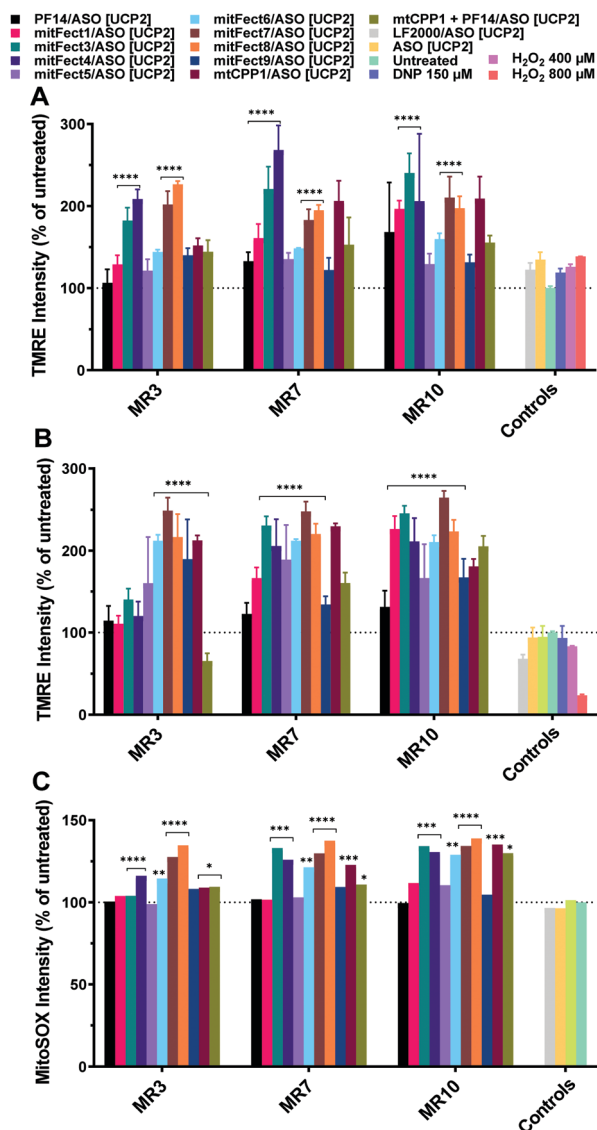 PF14/ASO [UCP2]
mitFect1/ASO [UCP2]
mitFect3/ASO [UCP2]
mitFect4/ASO [UCP2]
mitFect5/ASO [UCP2]
mitFect6/ASO [UCP2]
mitFect7/ASO [UCP2]
mitFect8/ASO [UCP2]
mitFect9/ASO [UCP2]
mtCPP1/ASO [UCP2]
mtCPP1 + PF14/ASO [UCP2]
LF2000/ASO [UCP2]
ASO [UCP2]
Untreated
DNP 150 µM
H₂O₂ 400 µM
H₂O₂ 800 µM
A
TMRE Intensity (% of untreated)
300
200
100
0
**** ****
**** ****
**** ****
MR3
MR7
MR10
Controls
B
TMRE Intensity (% of untreated)
300
200
100
0
****
****
****
MR3
MR7
MR10
Controls
C
MitoSOX Intensity (% of untreated)
150
100
50
0
**** ** **** *
*** ** **** *** *
*** ** **** *** *
MR3
MR7
MR10
Controls